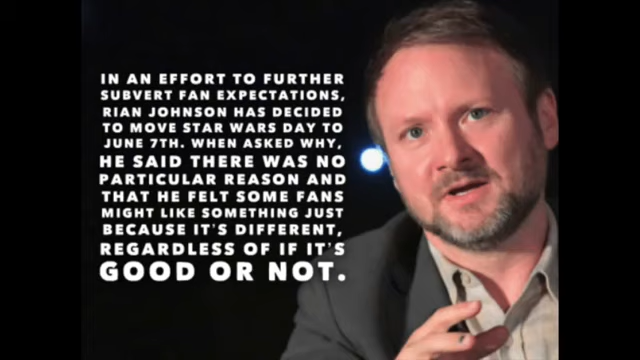 IN AN EFFORT TO FURTHER
SUBVERT FAN EXPECTATIONS,
RIAN JOHNSON HAS DECIDED
TO MOVE STAR WARS DAY TO
JUNE 7TH. WHEN ASKED WHY,
HE SAID THERE WAS NO
PARTICULAR REASON AND
THAT HE FELT SOME FANS
MIGHT LIKE SOMETHING JUST
BECAUSE IT'S DIFFERENT,
REGARDLESS OF IF IT'S
GOOD OR NOT.